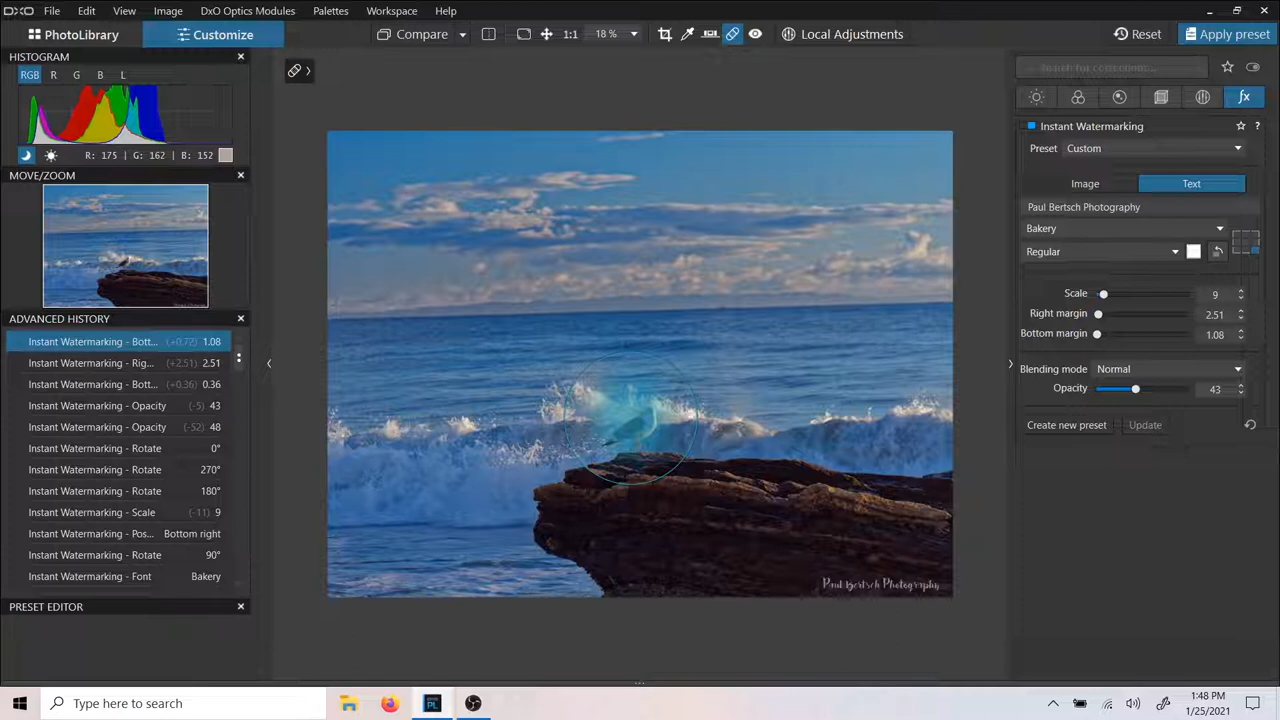 DXO File Edit View Image DxO Optics Modules Palettes Workspace Help
PhotoLibrary Customize Compare 1:1 18 % Local Adjustments Reset Apply preset
HISTOGRAM
RGB R G B L
R: 175 G: 162 B: 152
MOVE/ZOOM
ADVANCED HISTORY
Instant Watermarking - Bott... (+0.72) 1.08
Instant Watermarking - Rig... (+2.51) 2.51
Instant Watermarking - Bott... (+0.36) 0.36
Instant Watermarking - Opacity (-5) 43
Instant Watermarking - Opacity (-52) 48
Instant Watermarking - Rotate 0°
Instant Watermarking - Rotate 270°
Instant Watermarking - Rotate 180°
Instant Watermarking - Scale (-11) 9
Instant Watermarking - Pos... Bottom right
Instant Watermarking - Rotate 90°
Instant Watermarking - Font Bakery
PRESET EDITOR
Paul Bertsch Photography
fx
Instant Watermarking ?
Preset Custom
Image Text
Paul Bertsch Photography
Bakery
Regular
Scale 9
Right margin 2.51
Bottom margin 1.08
Blending mode Normal
Opacity 43
Create new preset Update
Type here to search
PL
1:48 PM
1/25/2021